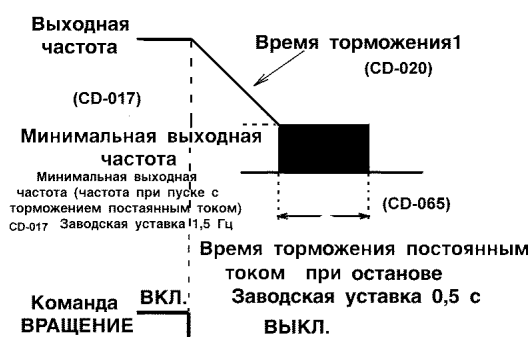 Выходная
частота
Время торможения1
(CD-020)
(CD-017)
Минимальная выходная
частота
Минимальная выходная
частота (частота при пуске с
торможением постаянным током)
CD-017 Заводская уставка 1,5 Гц
(CD-065)
Время торможения постоянным
током при останове
Заводская уставка 0,5 с
Команда
ВРАЩЕНИЕ
ВКЛ.
ВЫКЛ.